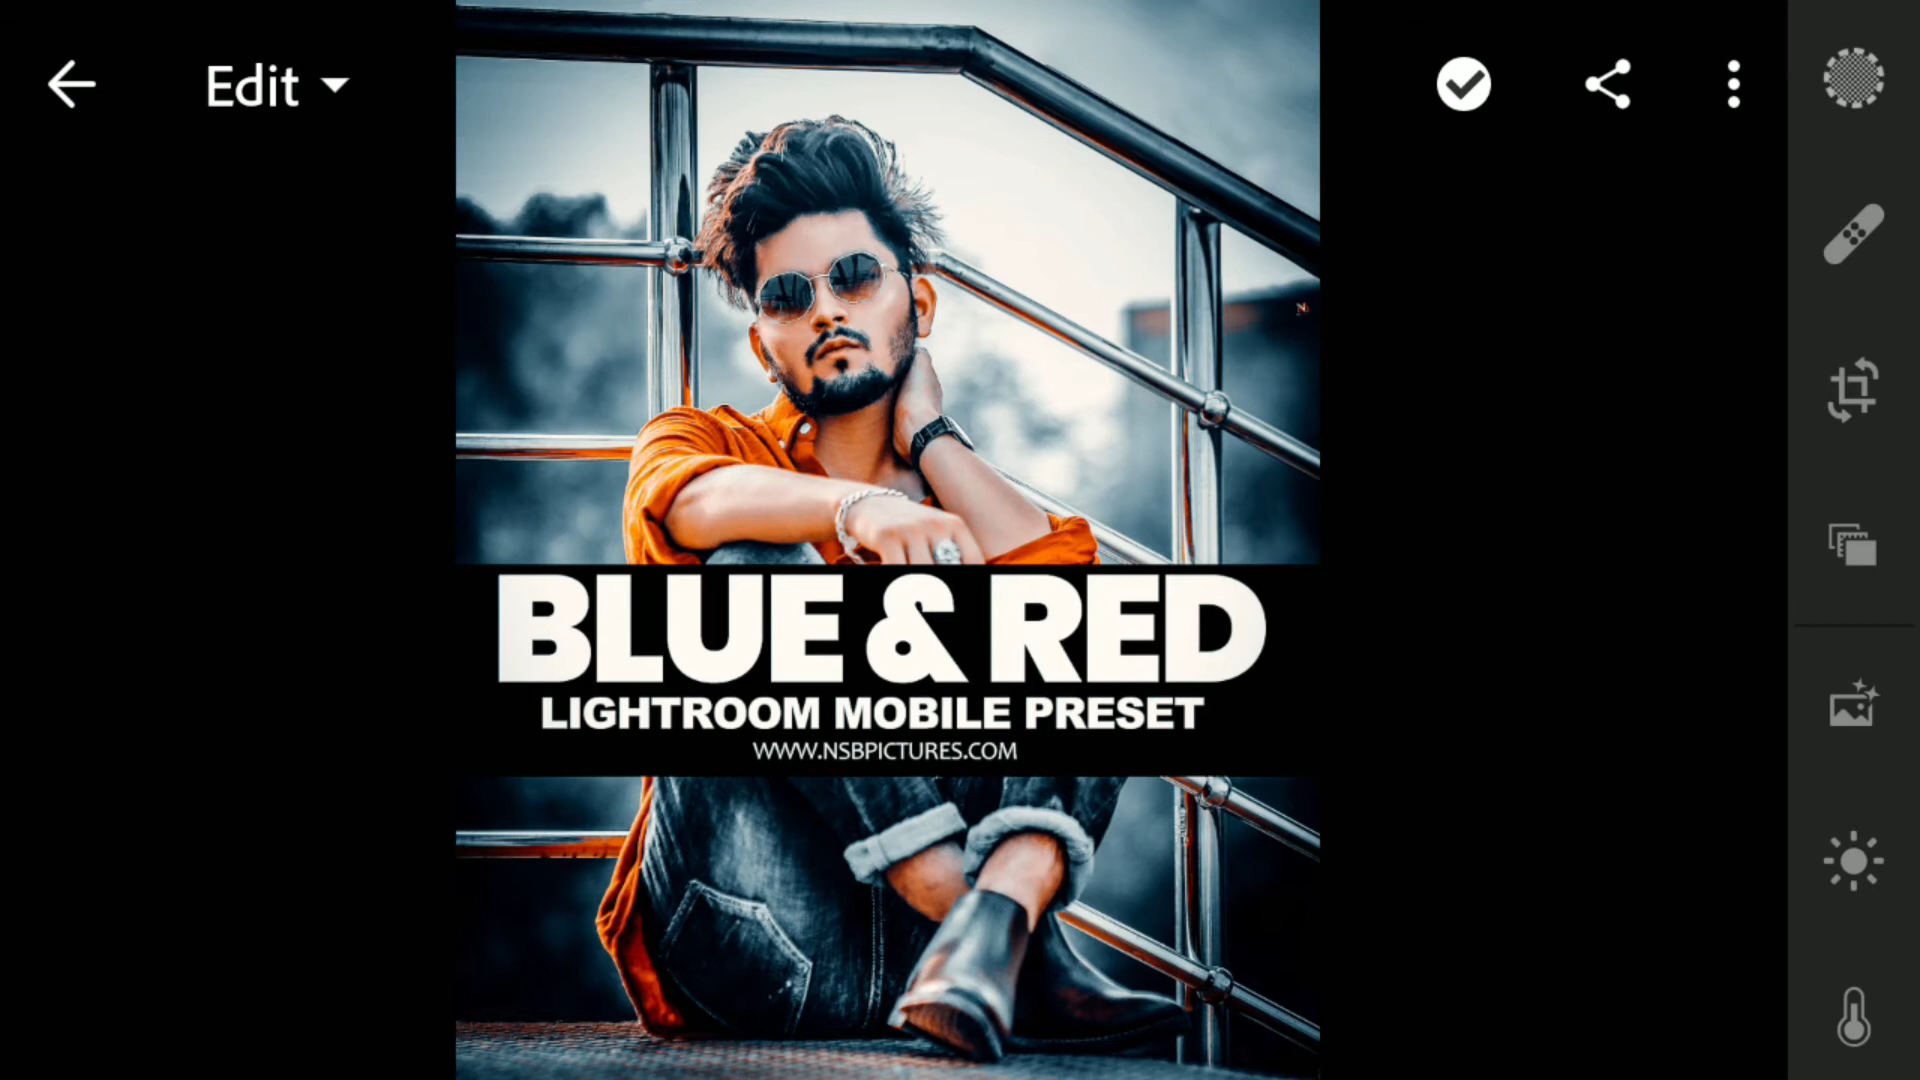 Edit
BLUE & RED
LIGHTROOM MOBILE PRESET
WWW.NSBPICTURES.COM